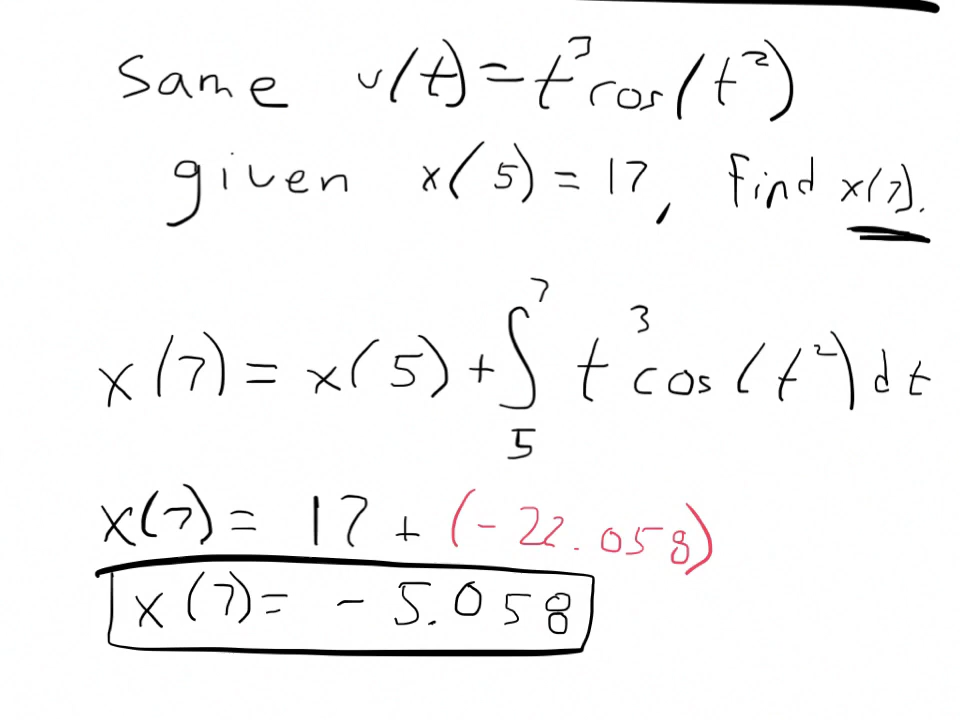 Same v(t) = t³cos(t²)
given x(5) = 17, Find x(7).
x(7) = x(5) + ∫₅⁷ t³cos(t²)dt
x(7) = 17 + (-22.058)
x(7) = -5.058